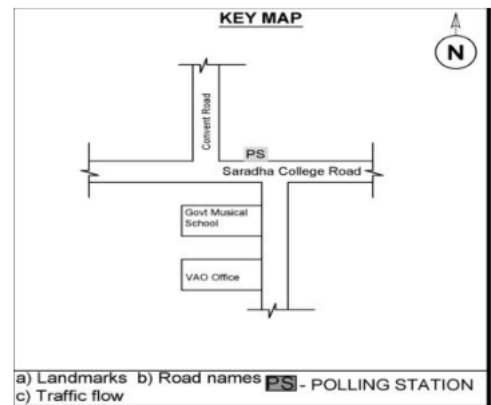 KEY MAP
N
Convent Road
PS
Saradha College Road
Govt Musical
School
VAO Office
a) Landmarks b) Road names PS - POLLING STATION
c) Traffic flow